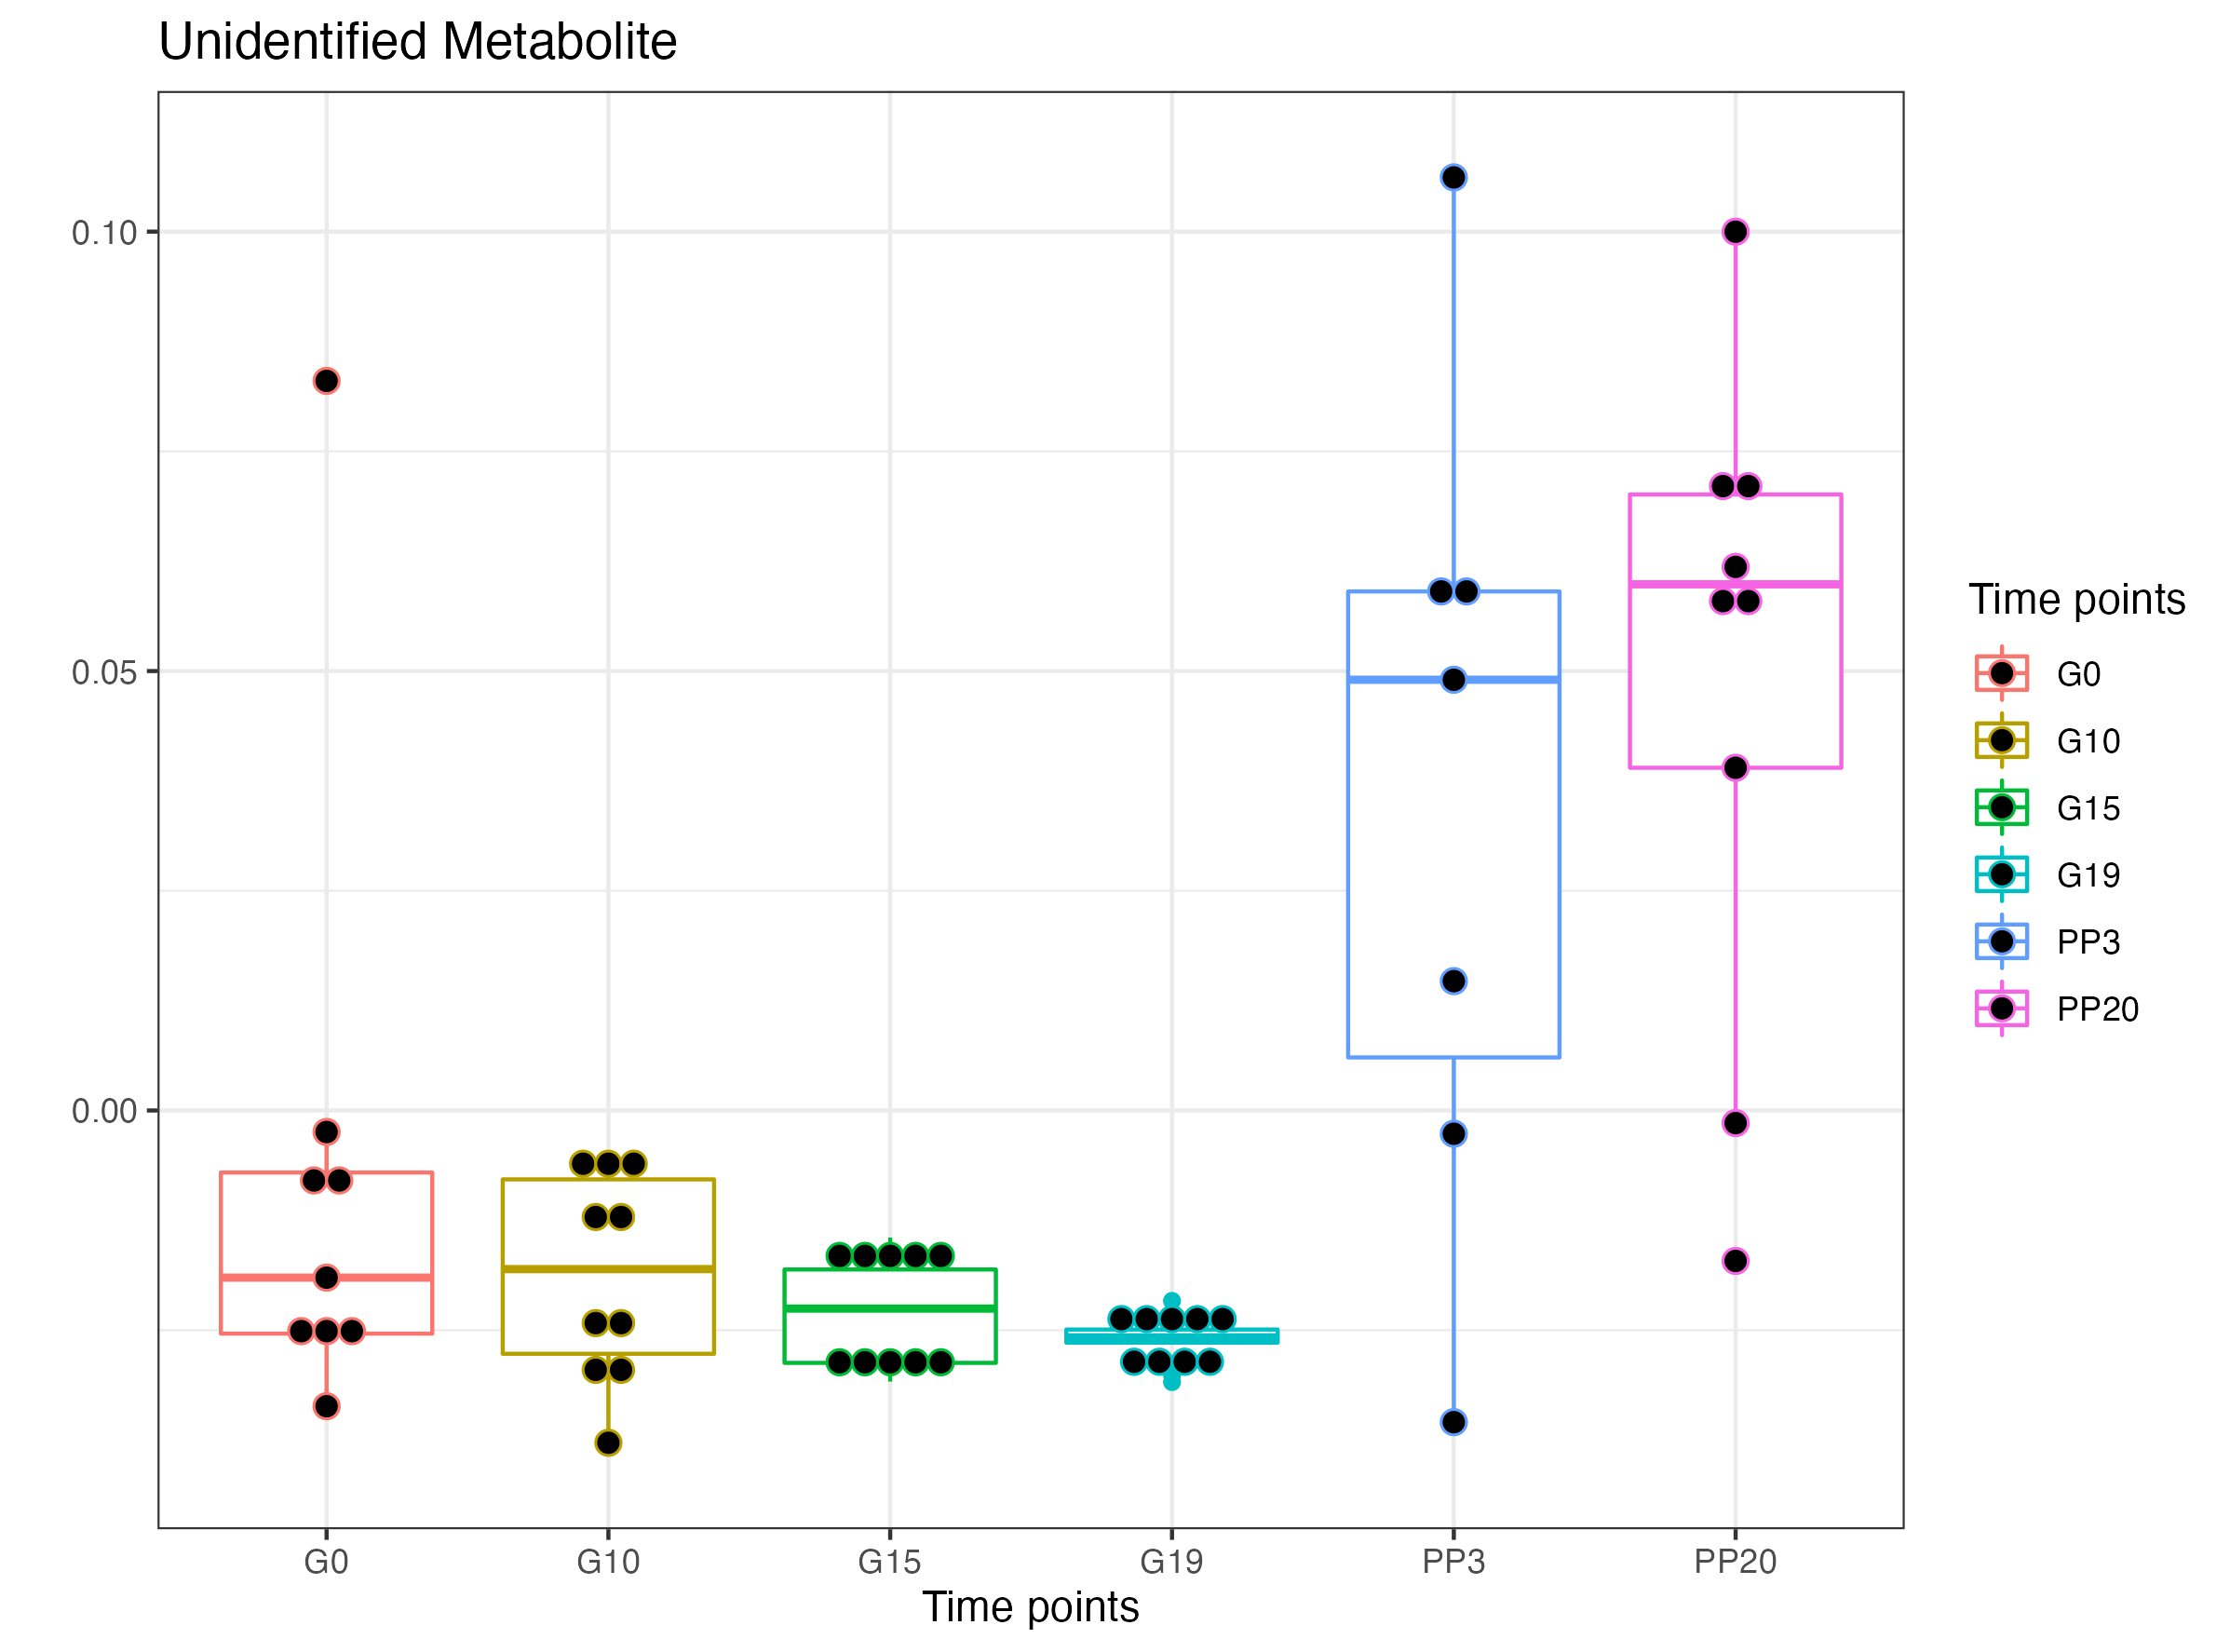 Unidentified Metabolite
0.10
0.05
0.00
G0 G10 G15 G19 PP3 PP20
Time points
Time points
G0
G10
G15
G19
PP3
PP20